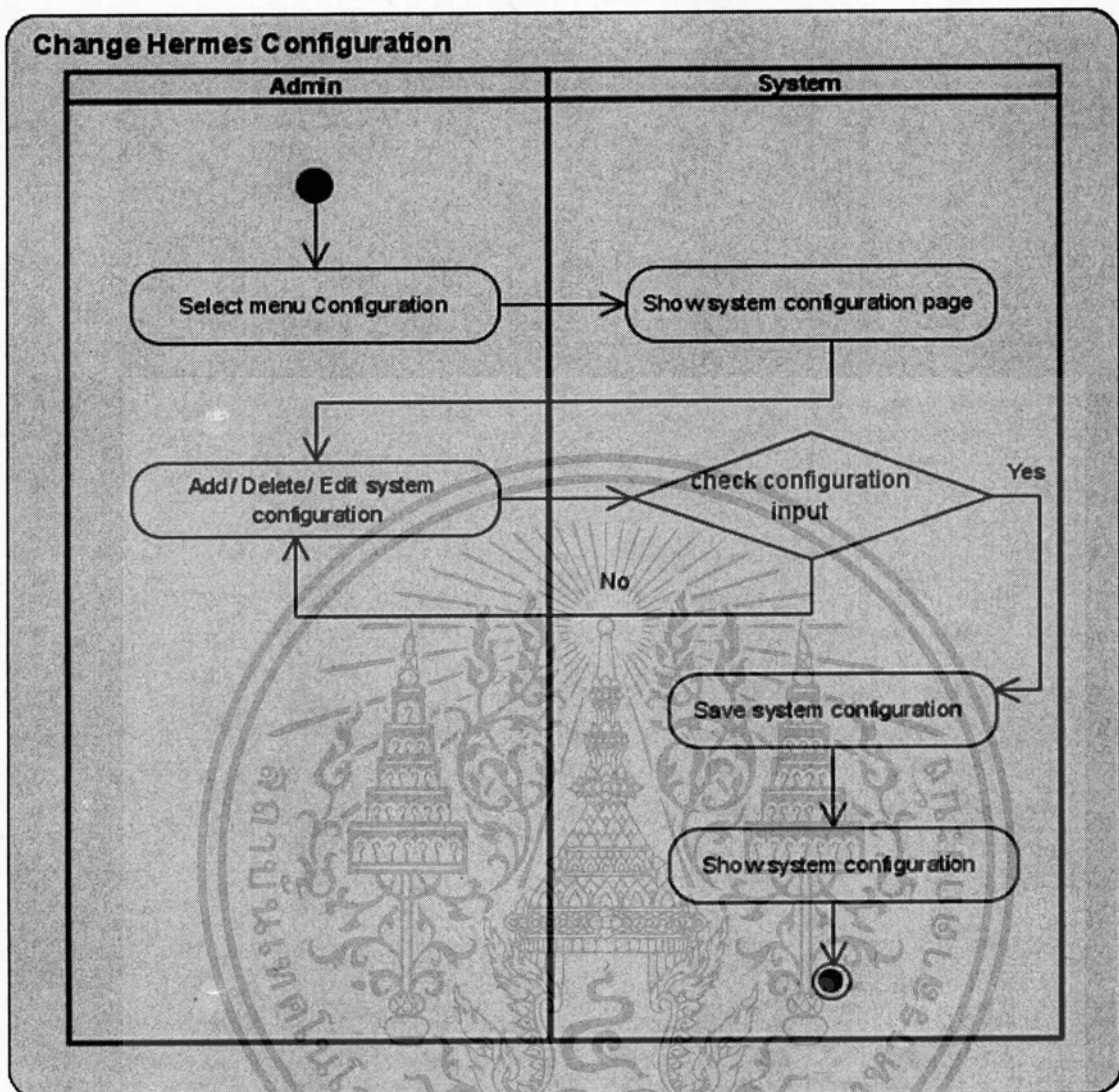 Change Hermes Configuration
Admin
System
Select menu Configuration
Show system configuration page
Add/ Delete/ Edit system
configuration
check configuration
input
Yes
No
Save system configuration
Show system configuration